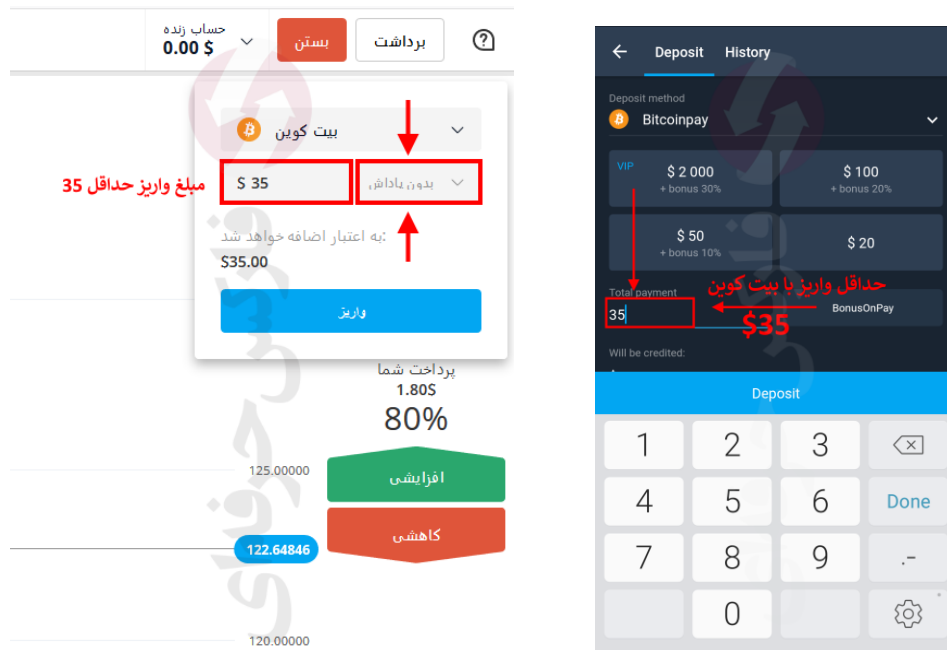 حساب زنده
0.00 $
بستن
برداشت
بیت کوین
مبلغ واریز حداقل 35
$ 35
بدون پاداش
به اعتبار اضافه خواهد شد:
$35.00
واریز
پرداخت شما
1.80$
80%
125.00000
افزایشی
کاهشی
122.64846
120.00000
فارسی حرفه‌ای
Deposit History
Deposit method
Bitcoinpay
VIP
$ 2 000
+ bonus 30%
$ 100
+ bonus 20%
$ 50
+ bonus 10%
$ 20
حداقل واریز با بیت کوین
$35
Total payment
35
BonusOnPay
Will be credited:
Deposit
1 2 3
4 5 6 Done
7 8 9 .-
0